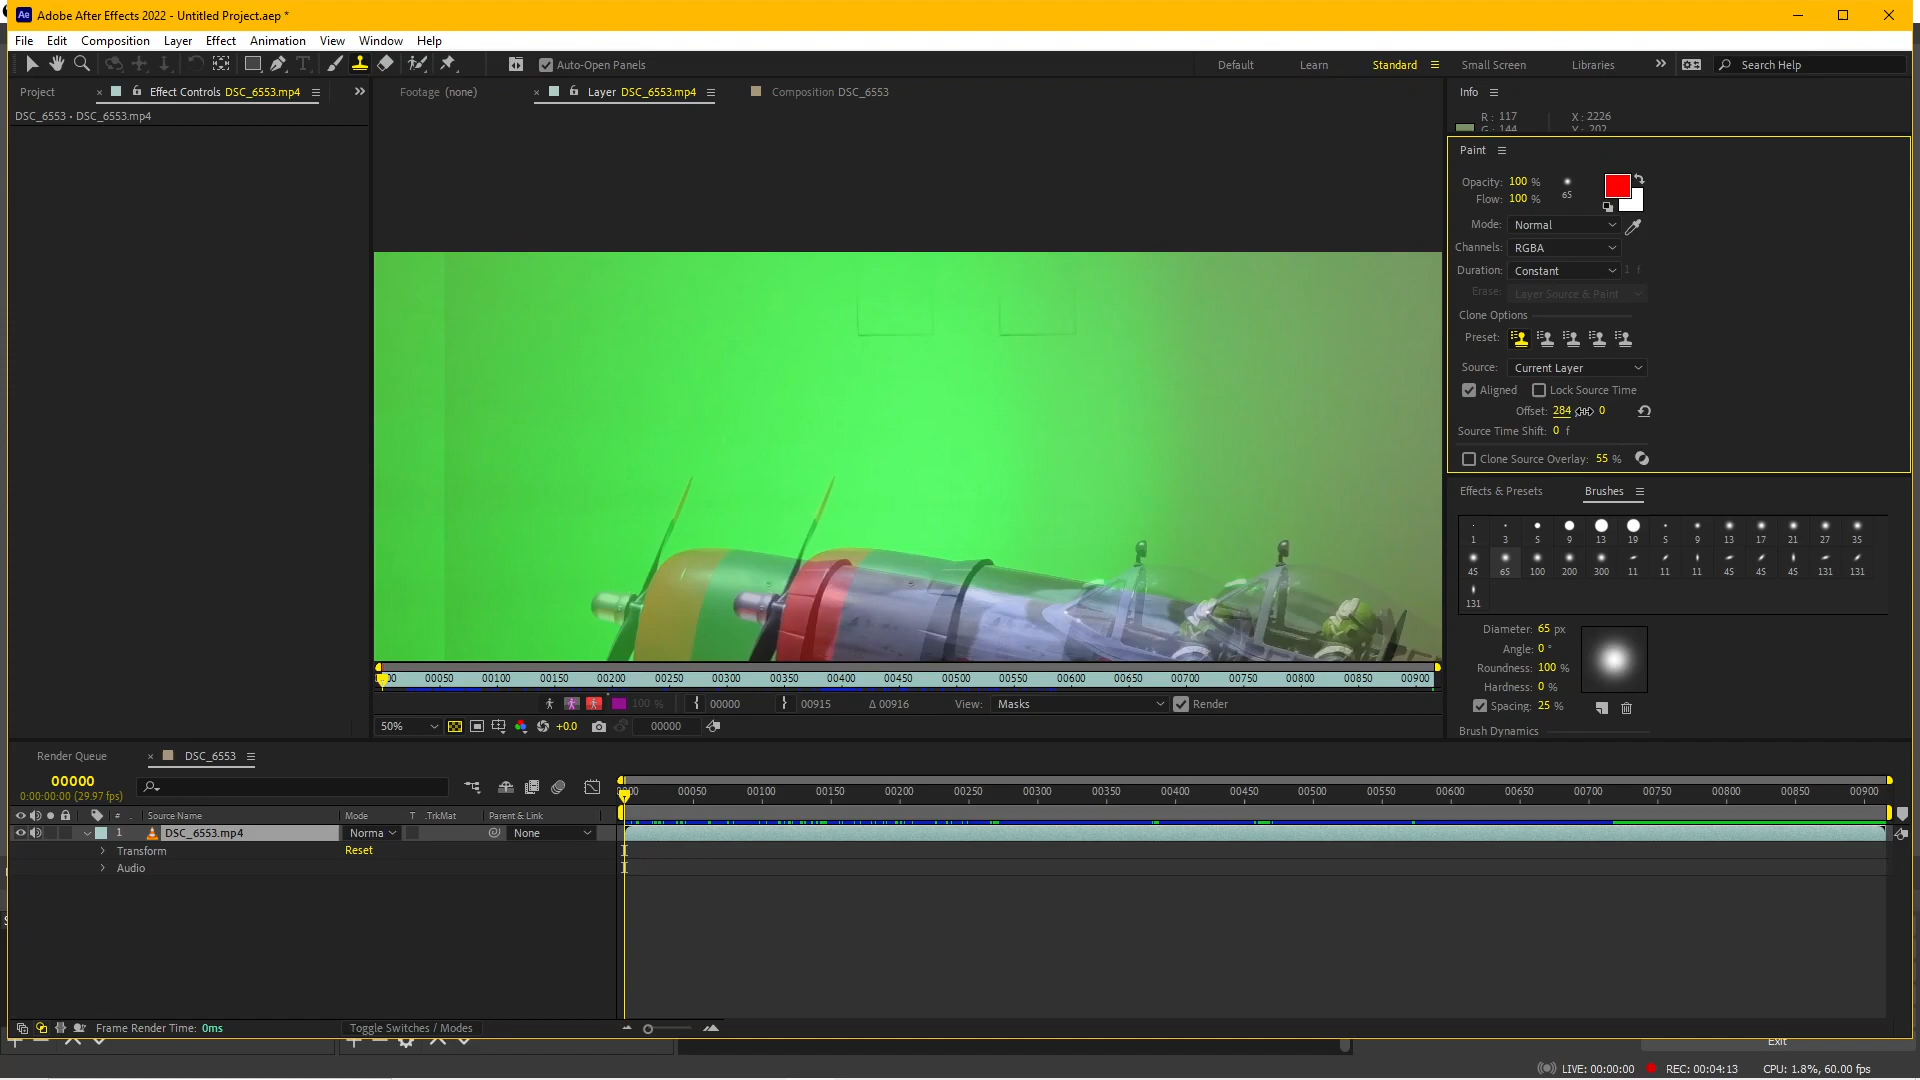 Adobe After Effects 2022 - Untitled Project.aep *
File Edit Composition Layer Effect Animation View Window Help
Auto-Open Panels
Default Learn Standard Small Screen Libraries Search Help
Project Effect Controls DSC_6553.mp4
Footage (none) Layer DSC_6553.mp4 Composition DSC_6553
Info
DSC_6553 • DSC_6553.mp4
R: 117 X: 2226
G: 144 Y: 202
Paint
Opacity: 100 %
Flow: 100 %
65
Mode: Normal
Channels: RGBA
Duration: Constant 1 f
Erase: Layer Source & Paint
Clone Options
Preset:
Source: Current Layer
Aligned Lock Source Time
Offset: 284 0
Source Time Shift: 0 f
Clone Source Overlay: 55 %
Effects & Presets Brushes
1 3 5 9 13 19 5 9 13 17 21 27 35
45 65 100 200 300 11 11 11 45 45 45 131 131
131
Diameter: 65 px
Angle: 0 °
Roundness: 100 %
Hardness: 0 %
Spacing: 25 %
Brush Dynamics
00050 00100 00150 00200 00250 00300 00350 00400 00450 00500 00550 00600 00650 00700 00750 00800 00850 00900
100 % 00000 00915 Δ 00916 View: Masks Render
50% +0.0 00000
Render Queue DSC_6553
00000
0:00:00:00 (29.97 fps)
00050 00100 00150 00200 00250 00300 00350 00400 00450 00500 00550 00600 00650 00700 00750 00800 00850 00900
# Source Name Mode T .TrkMat Parent & Link
1 DSC_6553.mp4 Norma None
Transform Reset
Audio
Frame Render Time: 0ms Toggle Switches / Modes
Exit
LIVE: 00:00:00 REC: 00:04:13 CPU: 1.8%, 60.00 fps